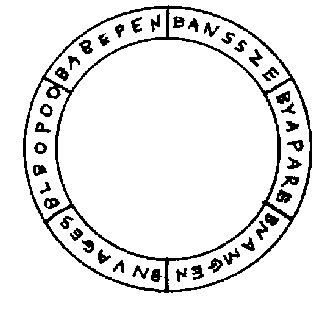 BANSSZE
BYAPARB
BNAMGEN
BNVAGES
BLBOPOO
BABEPEN